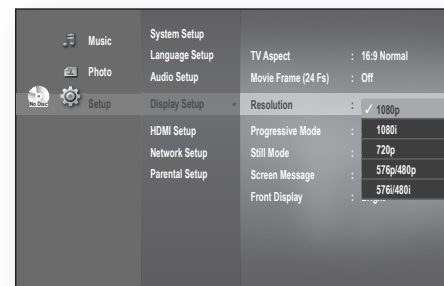 Music
Photo
No Disc
Setup
System Setup
Language Setup
Audio Setup
Display Setup
HDMI Setup
Network Setup
Parental Setup
TV Aspect : 16:9 Normal
Movie Frame (24 Fs) : Off
Resolution : ✓ 1080p
1080i
720p
576p/480p
576i/480i
Progressive Mode :
Still Mode :
Screen Message :
Front Display :